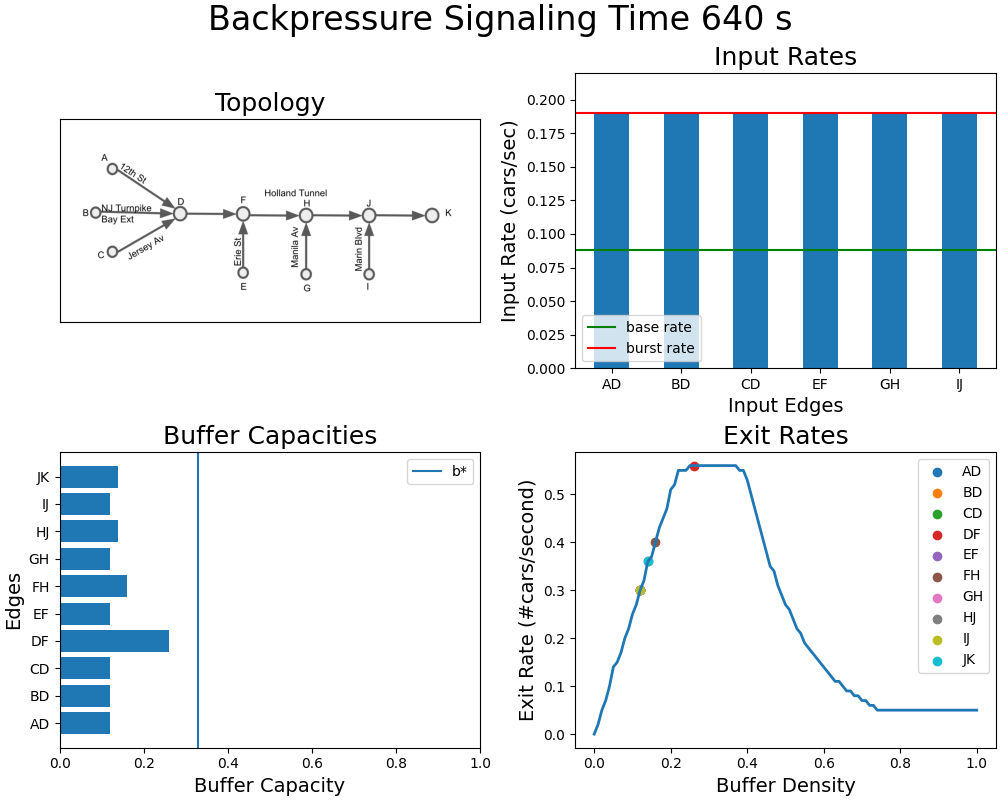 Backpressure Signaling Time 640 s
Topology
A
12th St
B
NJ Turnpike
Bay Ext
C
Jersey Av
D
F
Holland Tunnel
H
J
K
Erie St
Manila Av
Marin Blvd
E
G
I
Input Rates
Input Rate (cars/sec)
0.200
0.175
0.150
0.125
0.100
0.075
0.050
0.025
0.000
base rate
burst rate
AD BD CD EF GH IJ
Input Edges
Buffer Capacities
Edges
JK
IJ
HJ
GH
FH
EF
DF
CD
BD
AD
b*
0.0 0.2 0.4 0.6 0.8 1.0
Buffer Capacity
Exit Rates
Exit Rate (#cars/second)
0.5
0.4
0.3
0.2
0.1
0.0
AD
BD
CD
DF
EF
FH
GH
HJ
IJ
JK
0.0 0.2 0.4 0.6 0.8 1.0
Buffer Density